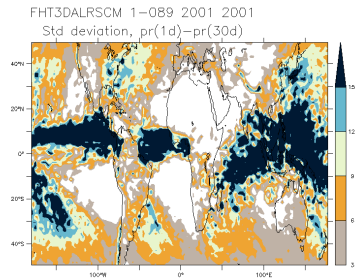 FHT3DALRSCM 1-089 2001 2001
Std deviation, pr(1d)-pr(30d)
40°N
20°N
0°
20°S
40°S
100°W
0°
100°E
15
12
9
6
3